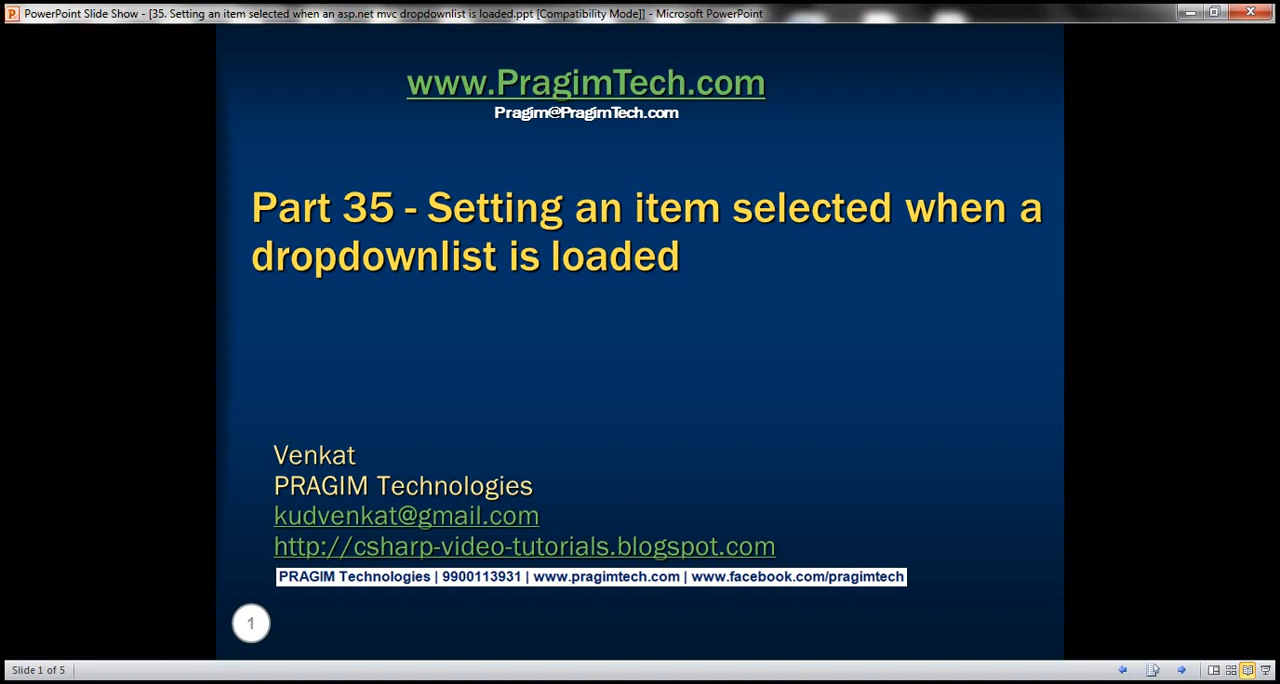 PowerPoint Slide Show - [35. Setting an item selected when an asp.net mvc dropdownlist is loaded.ppt [Compatibility Mode]] - Microsoft PowerPoint
www.PragimTech.com
Pragim@PragimTech.com
Part 35 - Setting an item selected when a
dropdownlist is loaded
Venkat
PRAGIM Technologies
kudvenkat@gmail.com
http://csharp-video-tutorials.blogspot.com
PRAGIM Technologies | 9900113931 | www.pragimtech.com | www.facebook.com/pragimtech
1
Slide 1 of 5